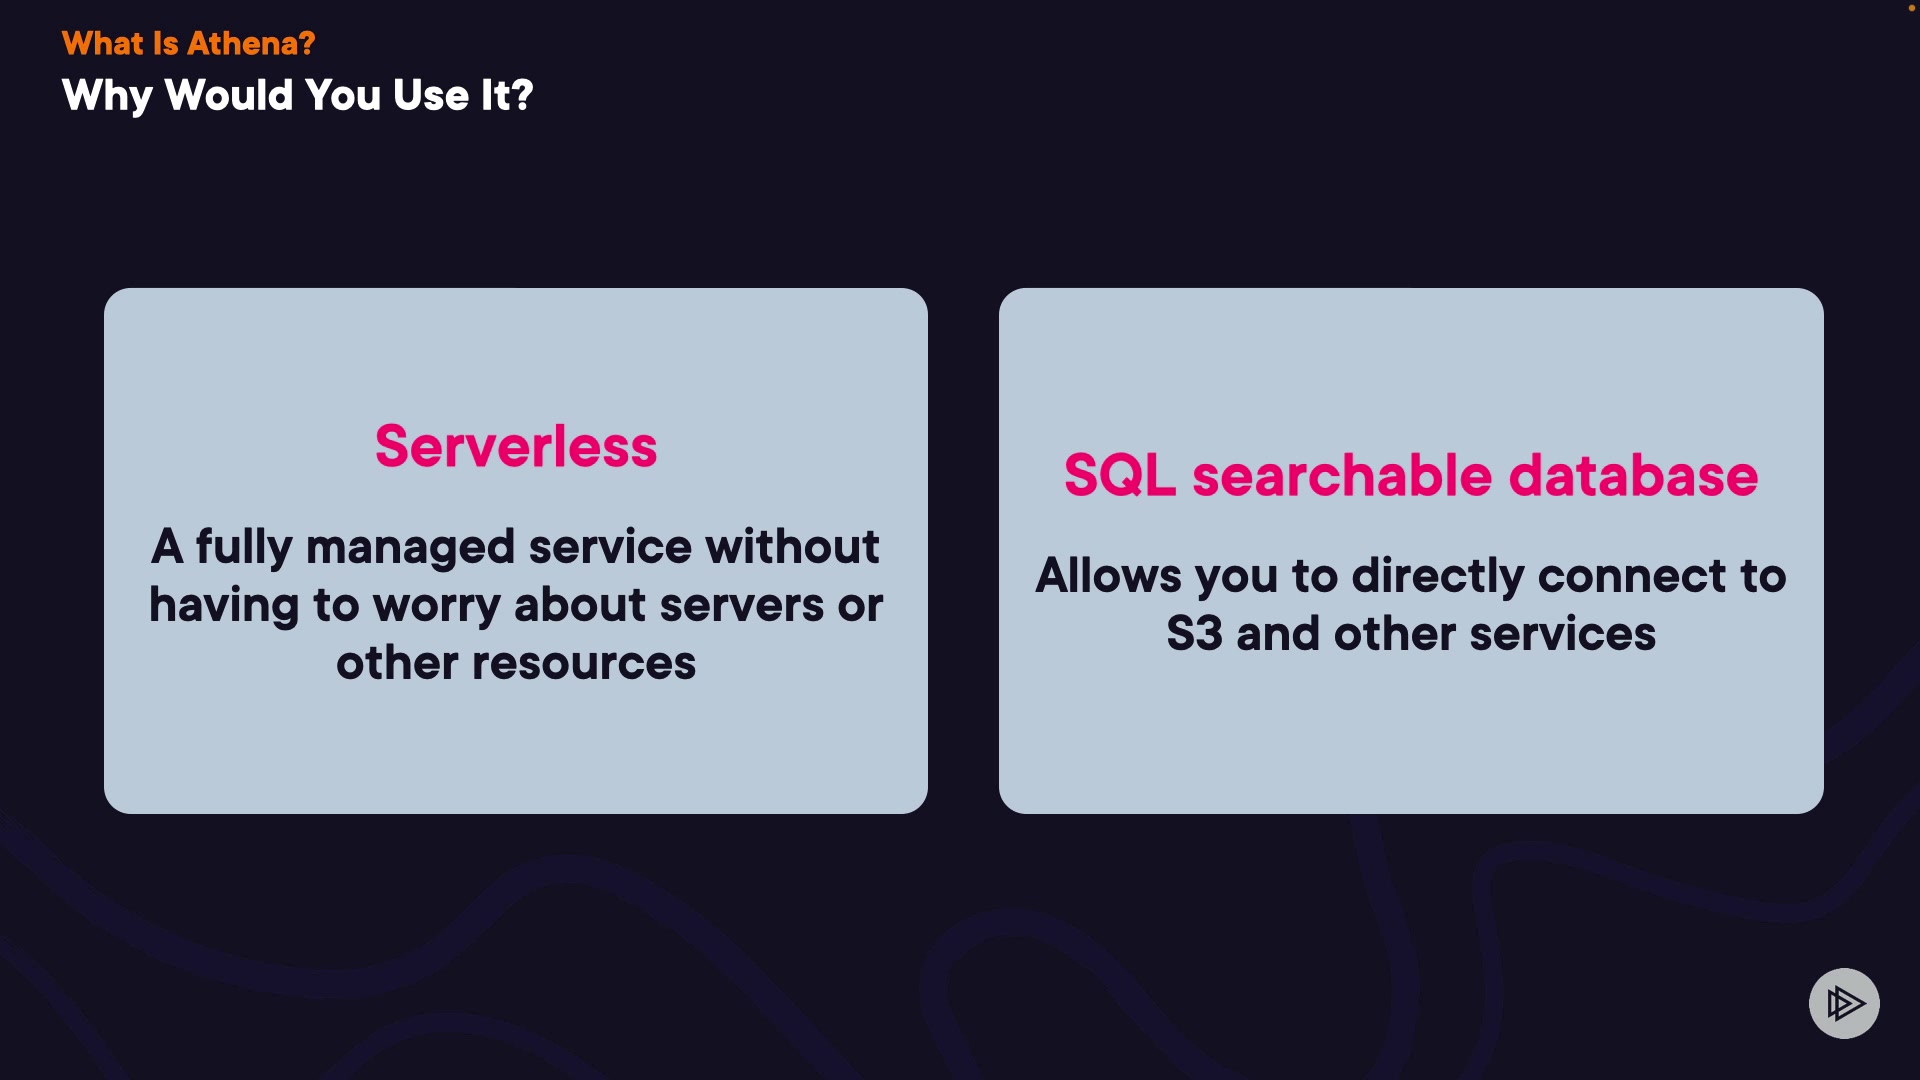 What Is Athena?
Why Would You Use It?
Serverless
A fully managed service without
having to worry about servers or
other resources
SQL searchable database
Allows you to directly connect to
S3 and other services